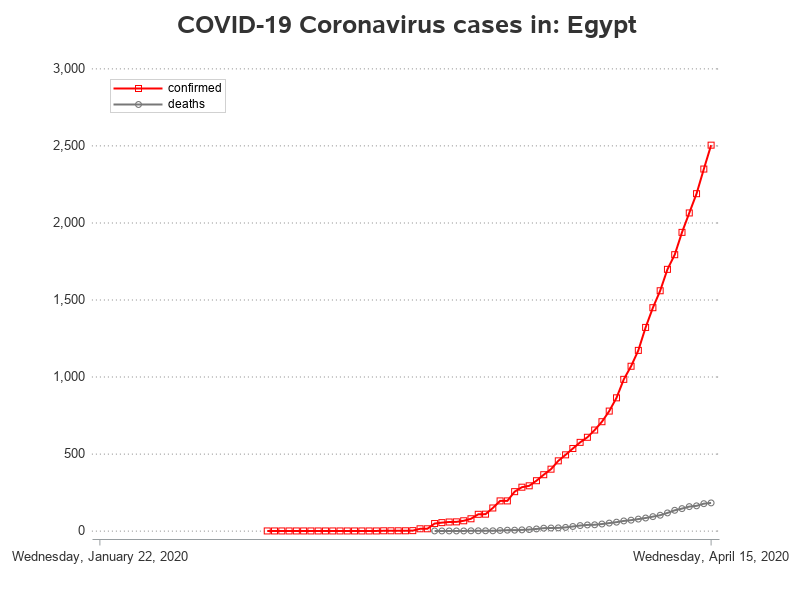 COVID-19 Coronavirus cases in: Egypt
3,000
confirmed
deaths
2,500
2,000
1,500
1,000
500
0
Wednesday, January 22, 2020
Wednesday, April 15, 2020